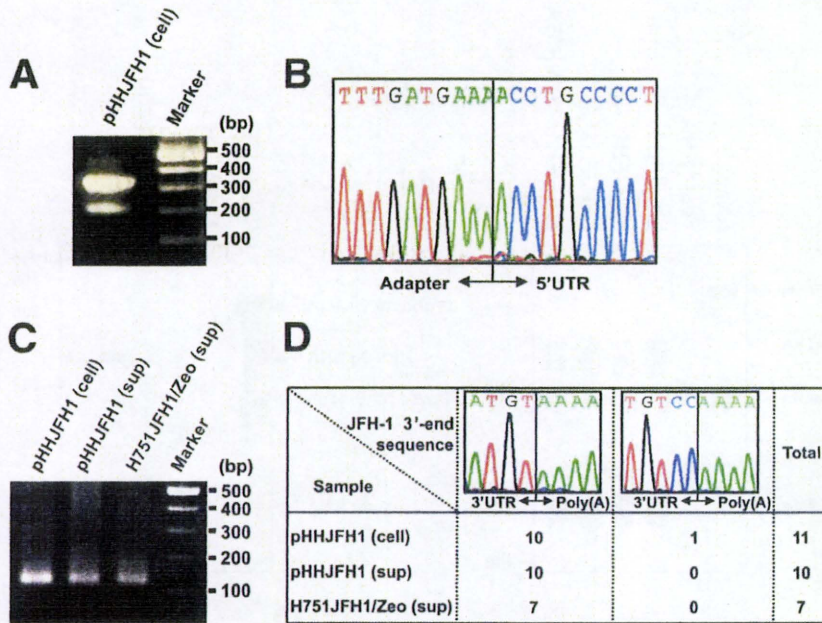 A
pHHJFH1 (cell)
Marker
(bp)
500
400
300
200
100
B
TTTGATGAAAACCTGCCCCT
Adapter
5'UTR
C
pHHJFH1 (cell)
pHHJFH1 (sup)
H751JFH1/Zeo (sup)
Marker
(bp)
500
400
300
200
100
D
JFH-1 3'-end
sequence
Sample
ATGTAAAA
3'UTR Poly(A)
TGTCCAAAA
3'UTR Poly(A)
Total
pHHJFH1 (cell) 10 1 11
pHHJFH1 (sup) 10 0 10
H751JFH1/Zeo (sup) 7 0 7